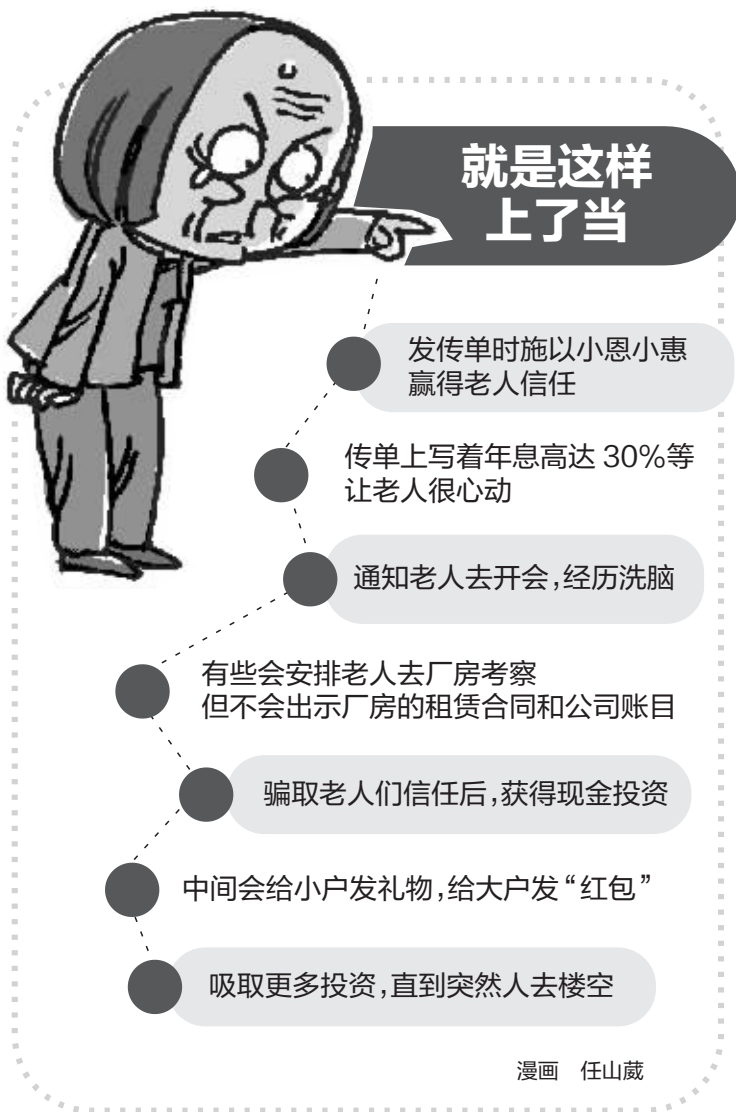 就是这样
上了当
发传单时施以小恩小惠
赢得老人信任
传单上写着年息高达 30%等
让老人很心动
通知老人去开会,经历洗脑
有些会安排老人去厂房考察
但不会出示厂房的租赁合同和公司账目
骗取老人们信任后,获得现金投资
中间会给小户发礼物,给大户发“红包”
吸取更多投资,直到突然人去楼空
漫画　任山葳